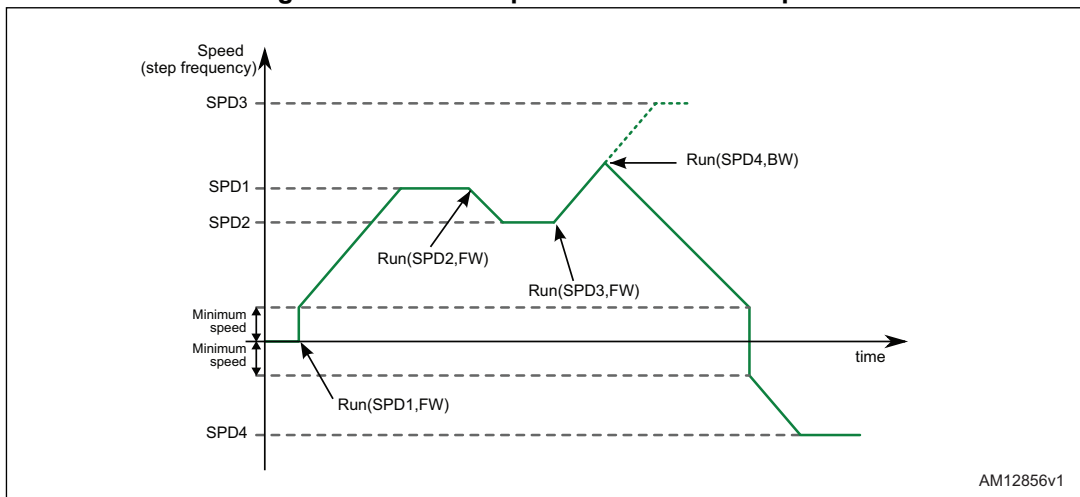 Speed
(step frequency)
SPD3
Run(SPD4,BW)
SPD1
SPD2
Run(SPD2,FW)
Run(SPD3,FW)
Minimum
speed
Minimum
speed
time
Run(SPD1,FW)
SPD4
AM12856v1